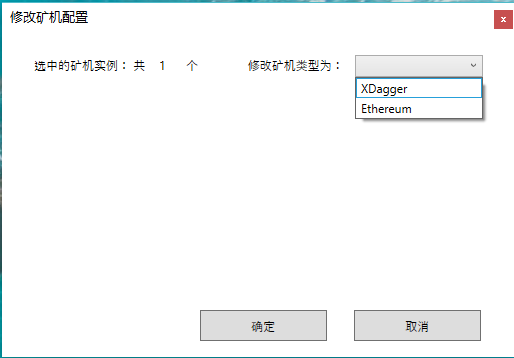 修改矿机配置
x
选中的矿机实例： 共 1 个 修改矿机类型为：
XDagger
Ethereum
确定 取消